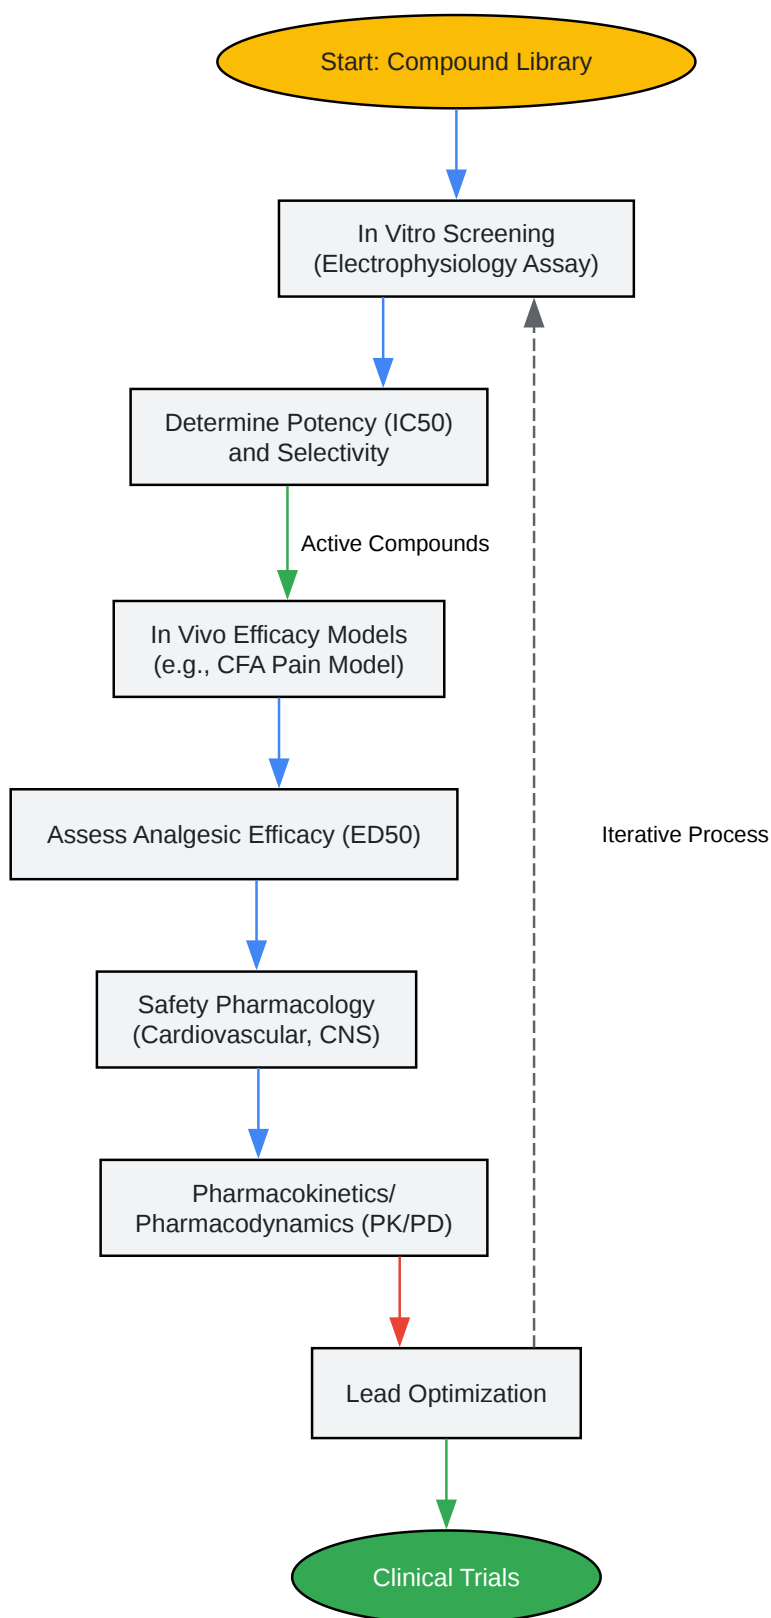 Start: Compound Library
In Vitro Screening
(Electrophysiology Assay)
Determine Potency (IC50)
and Selectivity
Active Compounds
In Vivo Efficacy Models
(e.g., CFA Pain Model)
Assess Analgesic Efficacy (ED50)
Iterative Process
Safety Pharmacology
(Cardiovascular, CNS)
Pharmacokinetics/
Pharmacodynamics (PK/PD)
Lead Optimization
Clinical Trials